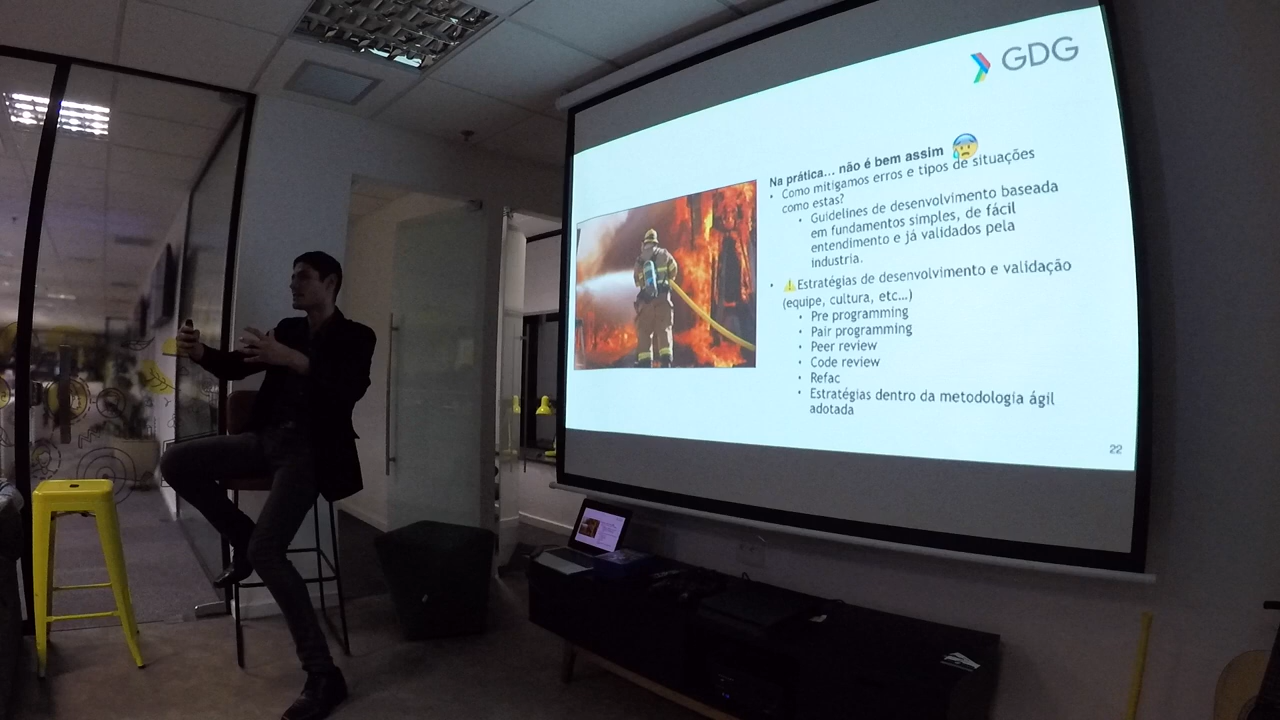 GDG
Na prática... não é bem assim 😰
• Como mitigamos erros e tipos de situações
como estas?
• Guidelines de desenvolvimento baseada
em fundamentos simples, de fácil
entendimento e já validados pela
industria.
• ⚠️Estratégias de desenvolvimento e validação
(equipe, cultura, etc...)
• Pre programming
• Pair programming
• Peer review
• Code review
• Refac
• Estratégias dentro da metodologia ágil
adotada
22